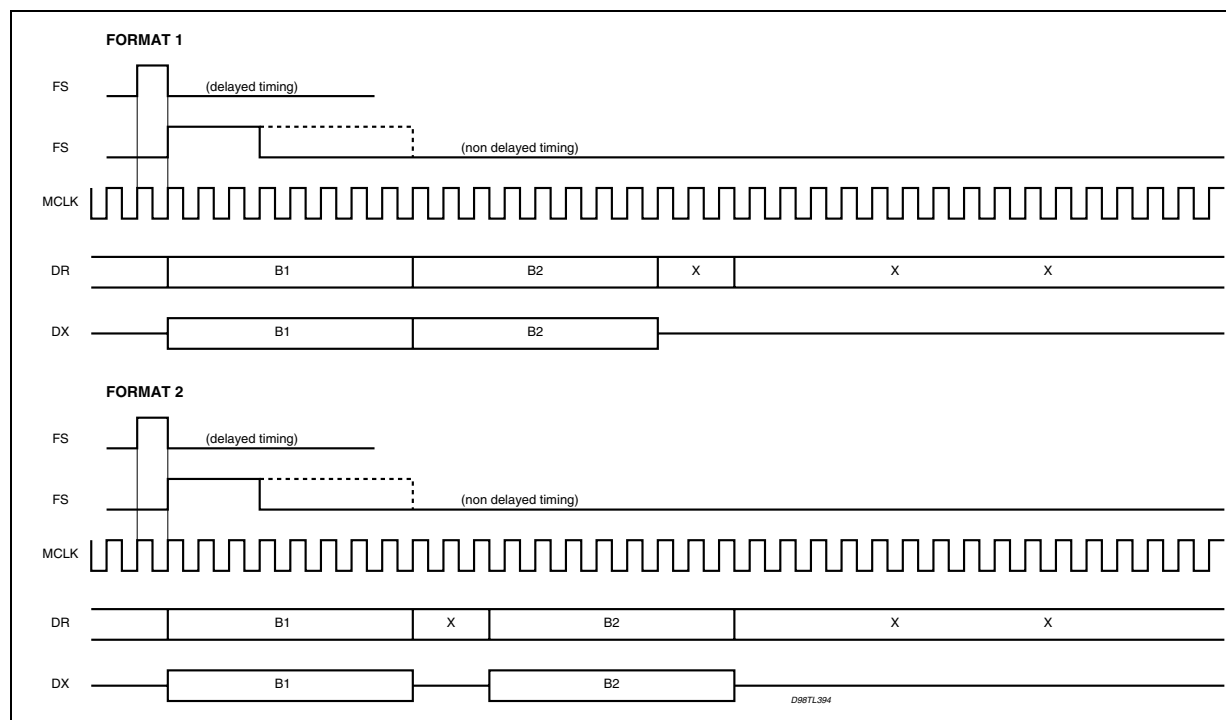 FORMAT 1
FS (delayed timing)
FS (non delayed timing)
MCLK
DR B1 B2 X X X
DX B1 B2
FORMAT 2
FS (delayed timing)
FS (non delayed timing)
MCLK
DR B1 X B2 X X
DX B1 B2
D98TL394